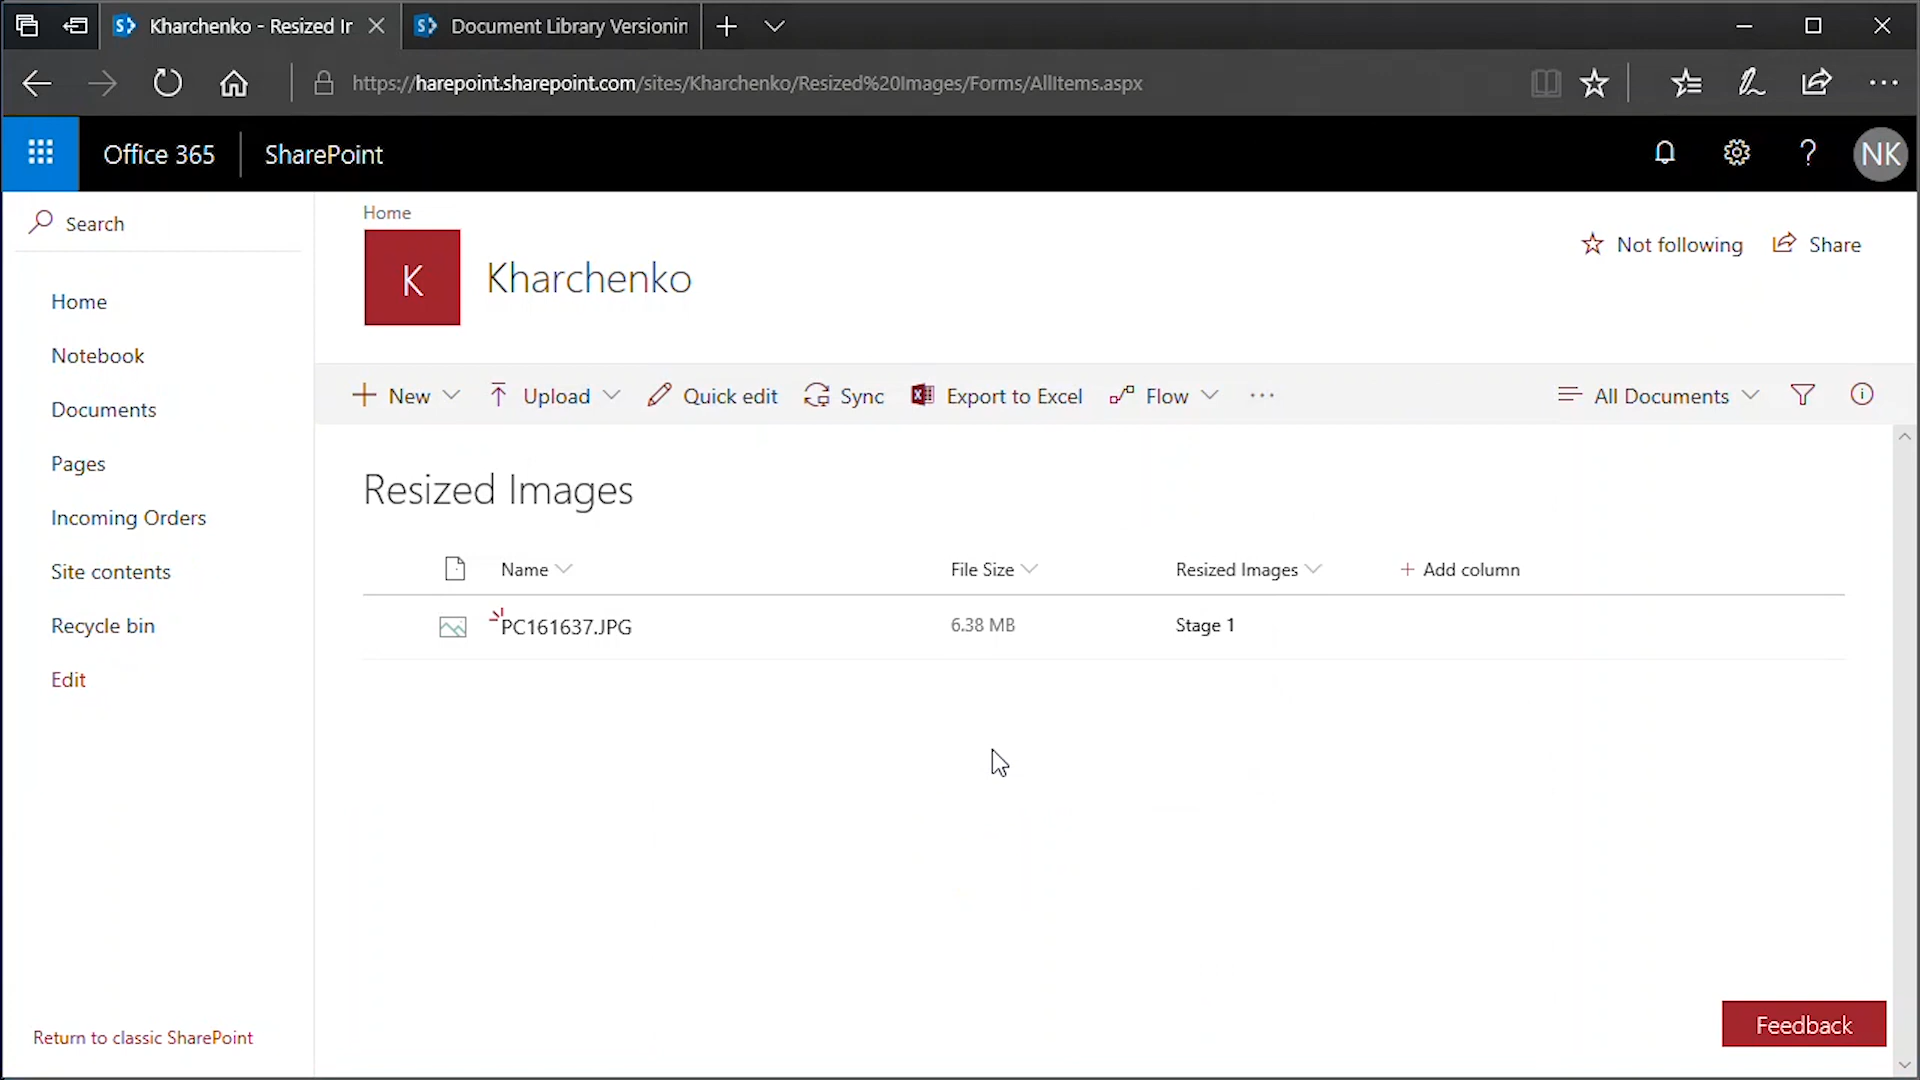 Kharchenko - Resized Ir
Document Library Versionin
https://harepoint.sharepoint.com/sites/Kharchenko/Resized%20Images/Forms/AllItems.aspx
Office 365
SharePoint
?
NK
Search
Home
Notebook
Documents
Pages
Incoming Orders
Site contents
Recycle bin
Edit
Return to classic SharePoint
Home
K
Kharchenko
Not following
Share
New
Upload
Quick edit
Sync
Export to Excel
Flow
All Documents
Resized Images
Name
File Size
Resized Images
+ Add column
PC161637.JPG
6.38 MB
Stage 1
Feedback